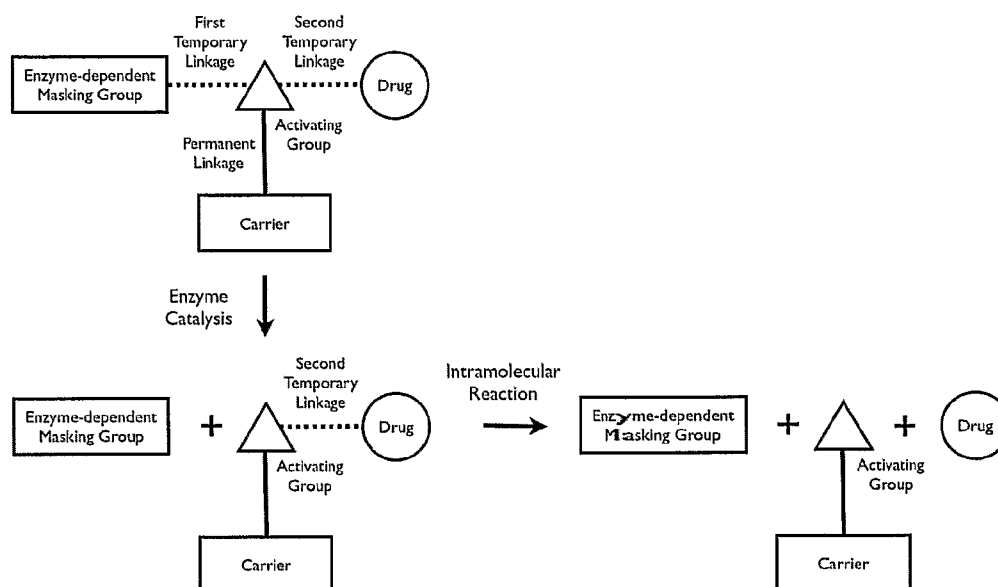 First
Temporary
Linkage
Second
Temporary
Linkage
Enzyme-dependent
Masking Group
Drug
Activating
Group
Permanent
Linkage
Carrier
Enzyme
Catalysis
Second
Temporary
Linkage
Intramolecular
Reaction
Enzyme-dependent
Masking Group
+
Drug
Enzyme-dependent
Masking Group
+
+
Drug
Activating
Group
Activating
Group
Carrier
Carrier